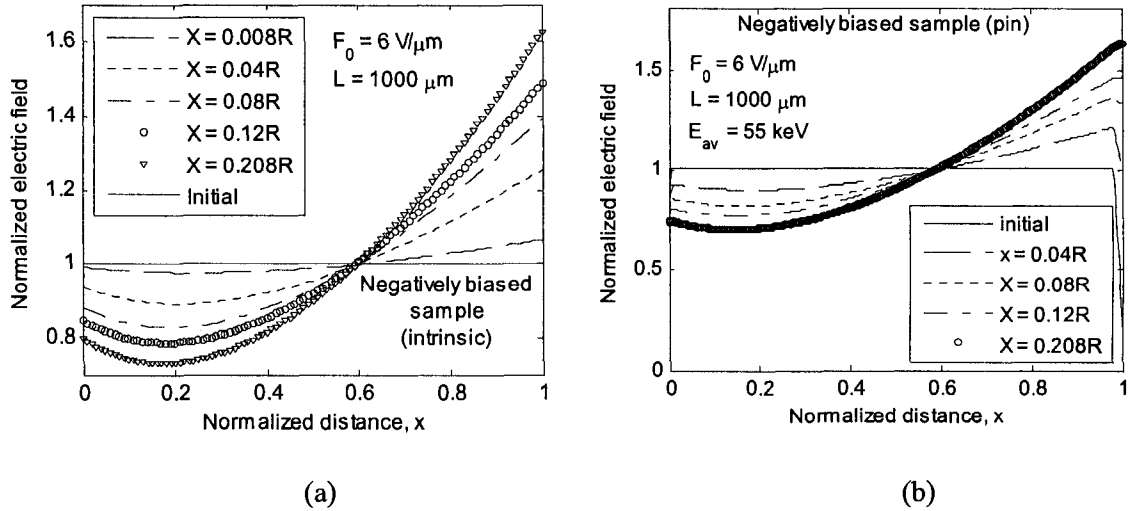 X = 0.008R
X = 0.04R
X = 0.08R
X = 0.12R
X = 0.208R
Initial
F0 = 6 V/μm
L = 1000 μm
Negatively biased
sample
(intrinsic)
1.6
1.4
1.2
1
0.8
0
0.2
0.4
0.6
0.8
1
Normalized electric field
Normalized distance, x
(a)
Negatively biased sample (pin)
F0 = 6 V/μm
L = 1000 μm
Eav = 55 keV
initial
x = 0.04R
X = 0.08R
X = 0.12R
X = 0.208R
1.5
1
0.5
0
0
0.2
0.4
0.6
0.8
1
Normalized electric field
Normalized distance, x
(b)